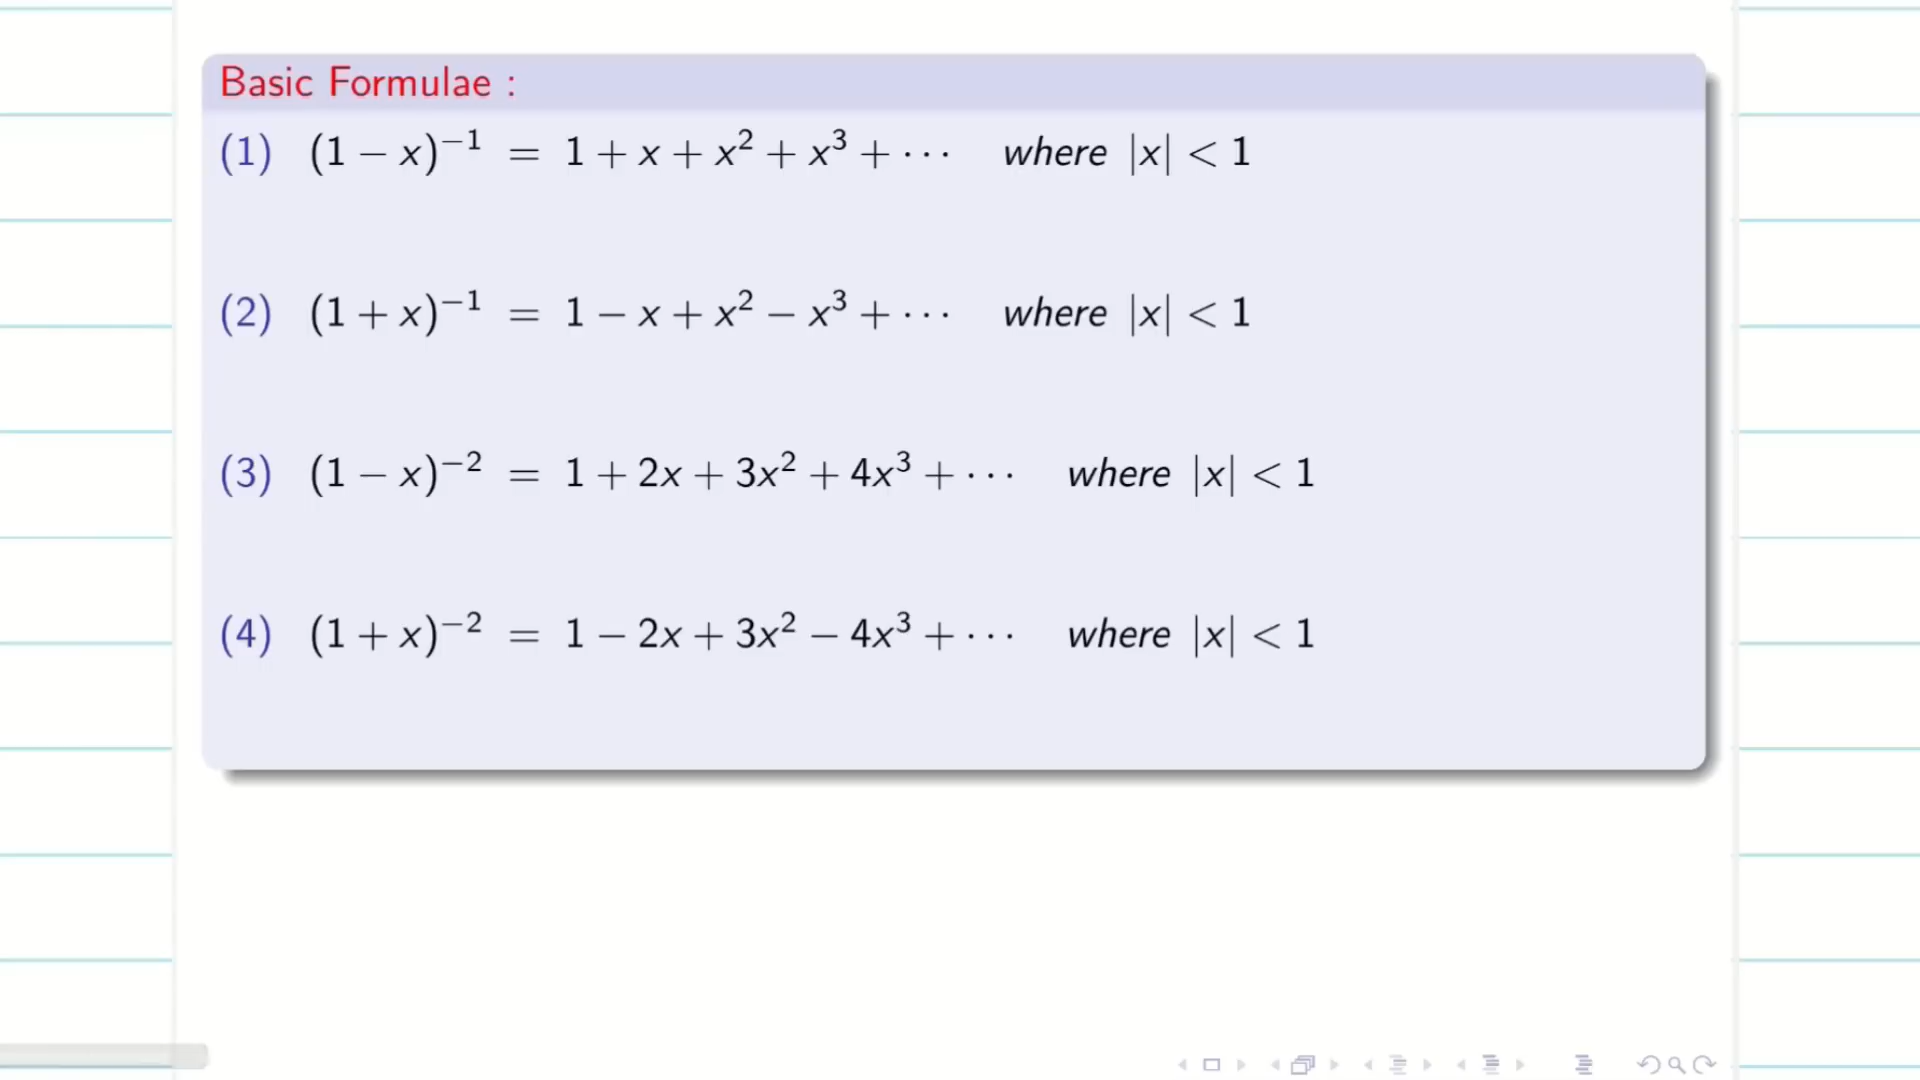 Basic Formulae :
(1) (1 − x)⁻¹ = 1 + x + x² + x³ + ··· where |x| < 1
(2) (1 + x)⁻¹ = 1 − x + x² − x³ + ··· where |x| < 1
(3) (1 − x)⁻² = 1 + 2x + 3x² + 4x³ + ··· where |x| < 1
(4) (1 + x)⁻² = 1 − 2x + 3x² − 4x³ + ··· where |x| < 1